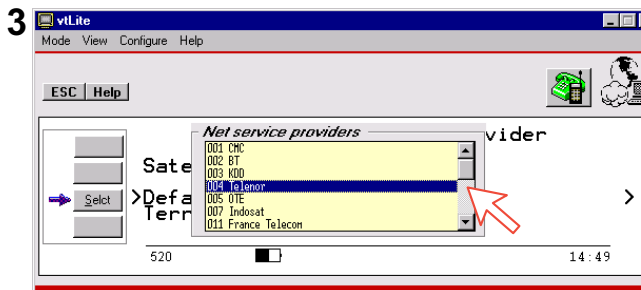 3
vtLite
Mode View Configure Help
ESC Help
vider
Net service providers
001 CMC
002 BT
003 KDD
004 Telenor
005 OTE
007 Indosat
011 France Telecom
Sate
Selct >Defa >
Terr
520 14:49